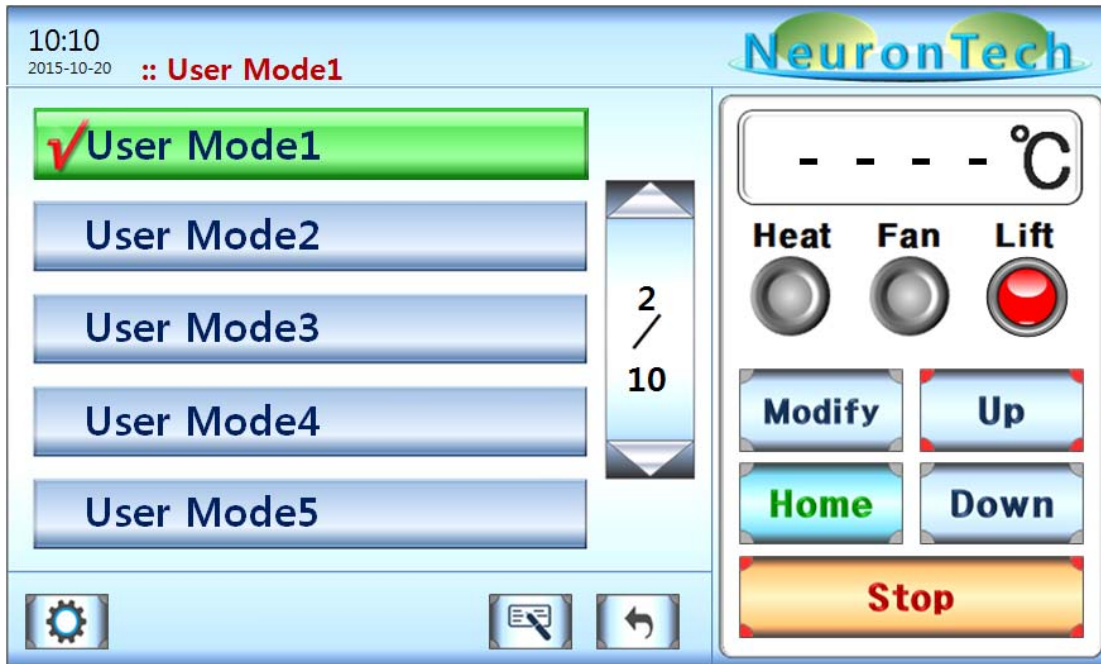 10:10
2015-10-20 :: User Mode1
NeuronTech
User Mode1
User Mode2
User Mode3
User Mode4
User Mode5
2
/
10
- - - - ℃
Heat Fan Lift
Modify Up
Home Down
Stop